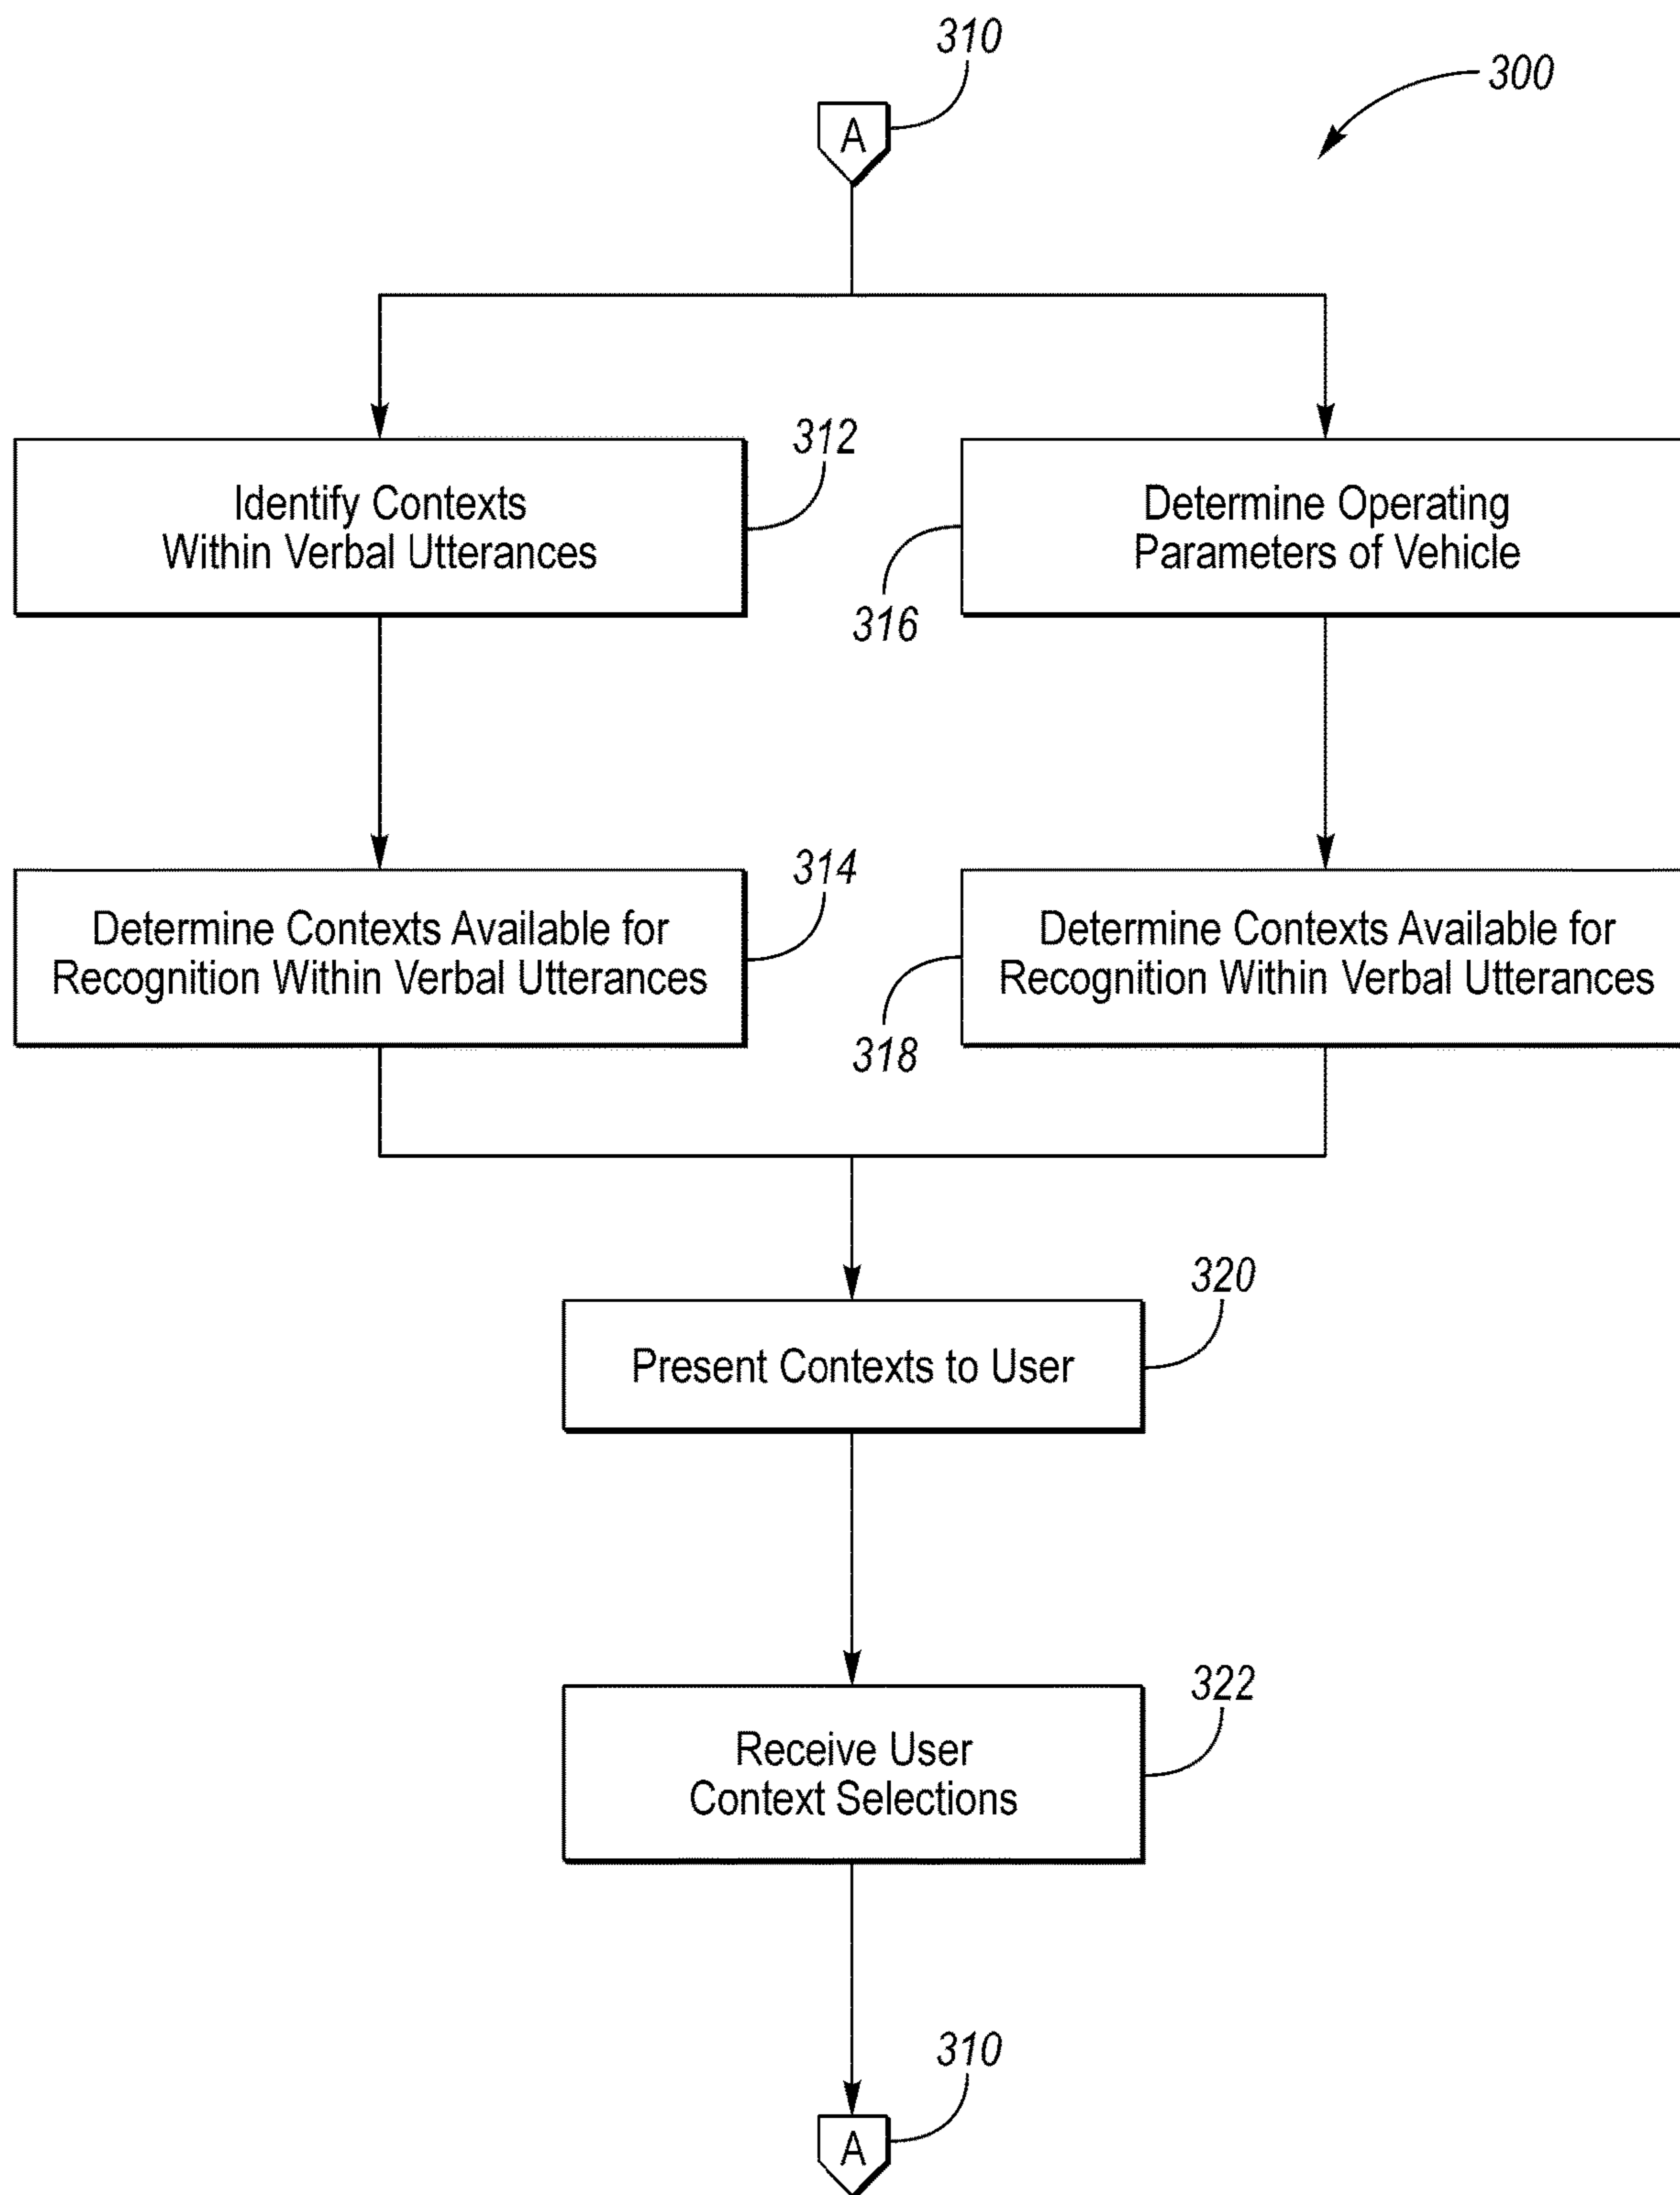 310
300
A
312
Identify Contexts
Within Verbal Utterances
Determine Operating
Parameters of Vehicle
316
314
Determine Contexts Available for
Recognition Within Verbal Utterances
Determine Contexts Available for
Recognition Within Verbal Utterances
318
320
Present Contexts to User
322
Receive User
Context Selections
310
A